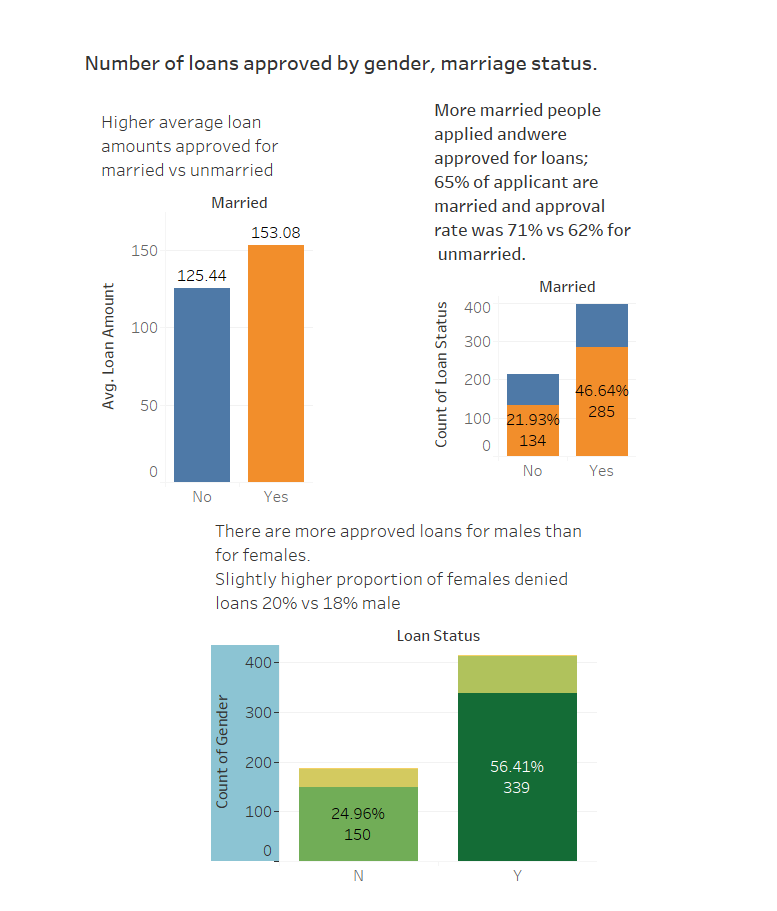 Number of loans approved by gender, marriage status.
Higher average loan
amounts approved for
married vs unmarried
Married
153.08
125.44
150
100
50
0
Avg. Loan Amount
No Yes
More married people
applied andwere
approved for loans;
65% of applicant are
married and approval
rate was 71% vs 62% for
unmarried.
Married
400
300
200
100
0
Count of Loan Status
46.64%
285
21.93%
134
No Yes
There are more approved loans for males than
for females.
Slightly higher proportion of females denied
loans 20% vs 18% male
Loan Status
400
300
200
100
0
Count of Gender
56.41%
339
24.96%
150
N Y